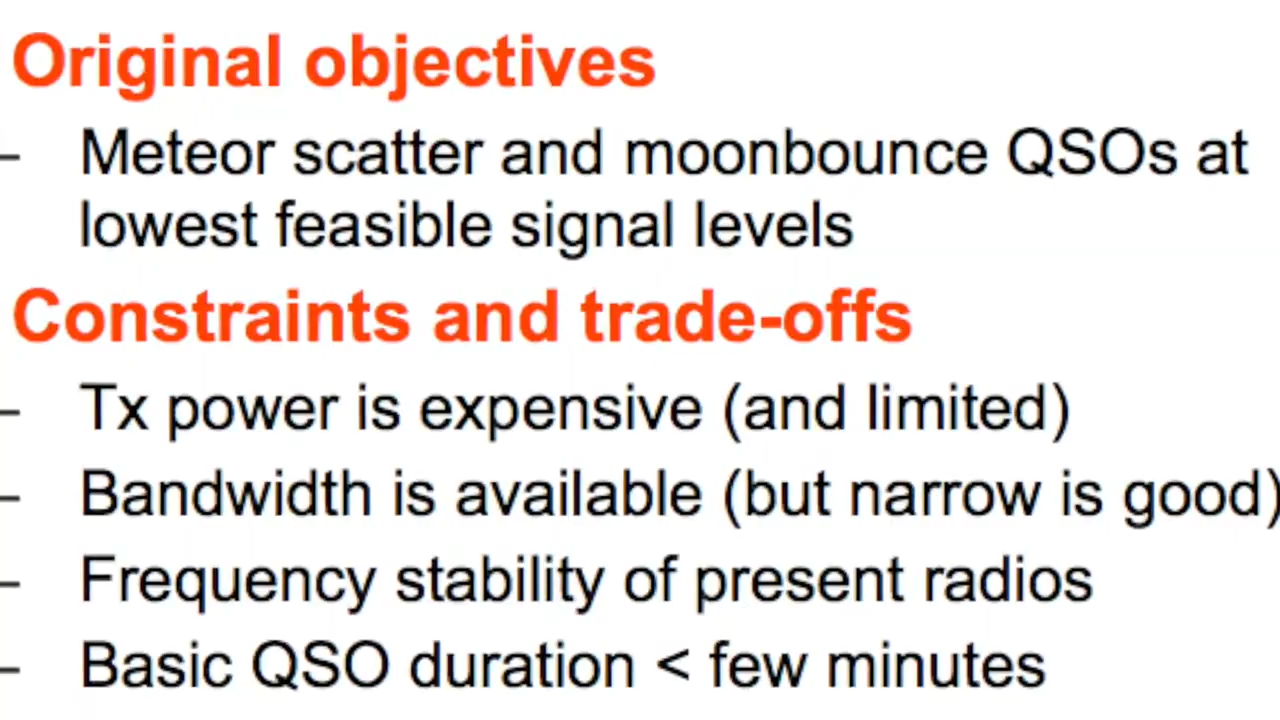 Original objectives
- Meteor scatter and moonbounce QSOs at
lowest feasible signal levels
Constraints and trade-offs
- Tx power is expensive (and limited)
- Bandwidth is available (but narrow is good)
- Frequency stability of present radios
- Basic QSO duration < few minutes